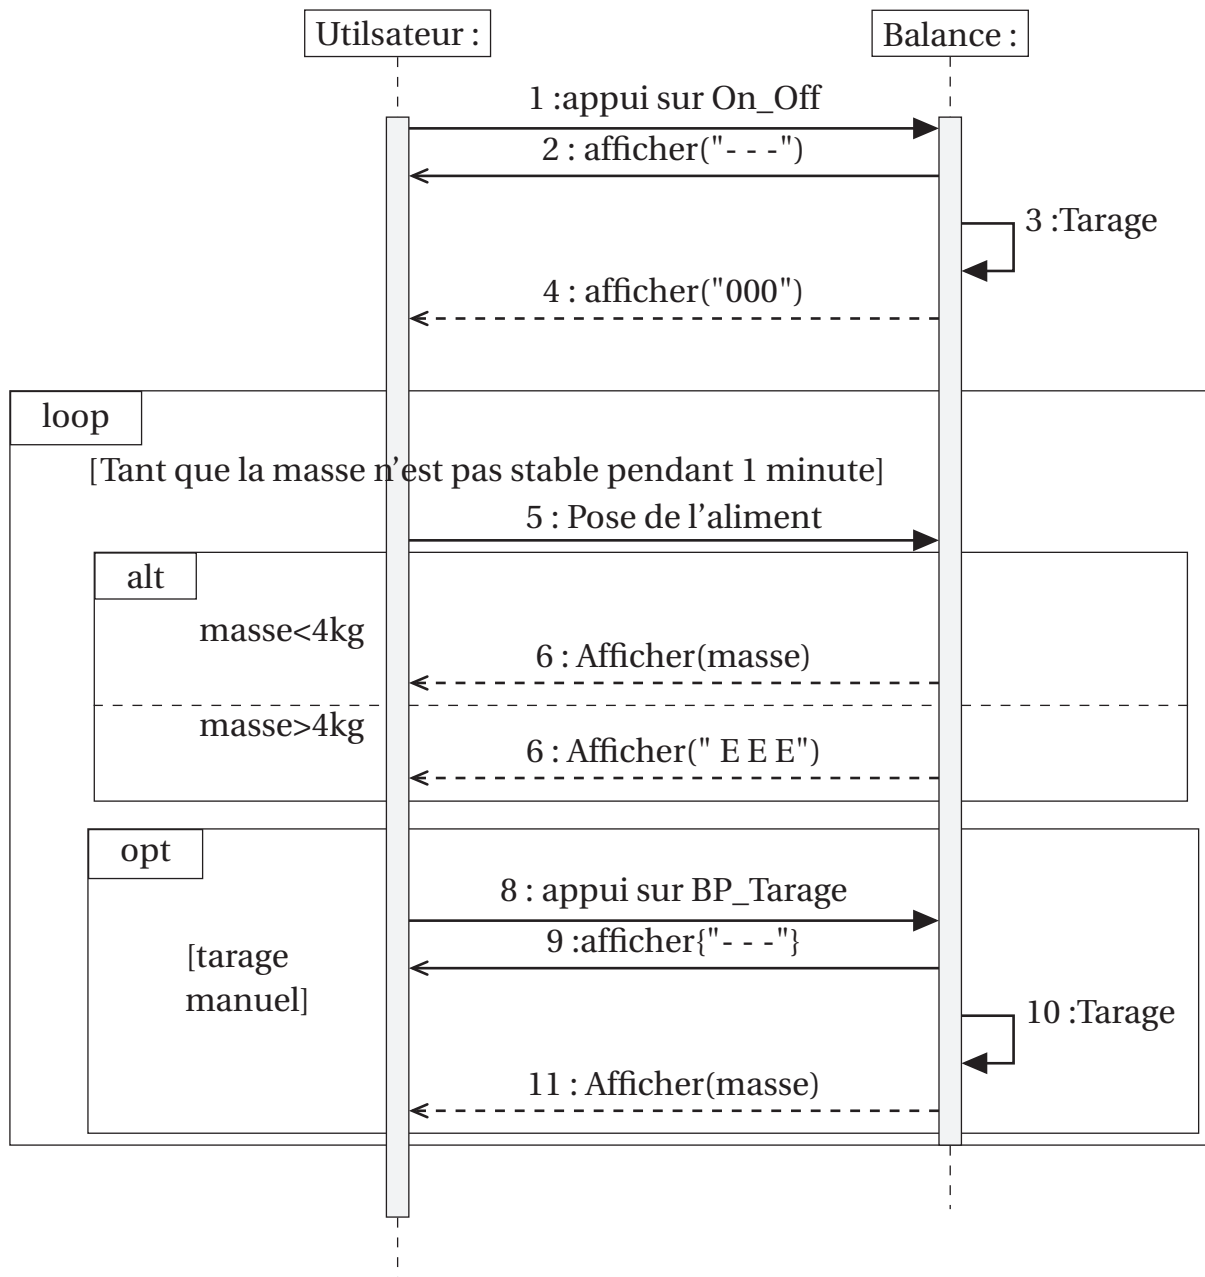 Utilsateur :
Balance :
1 :appui sur On_Off
2 : afficher("- - -")
3 :Tarage
4 : afficher("000")
loop
[Tant que la masse n'est pas stable pendant 1 minute]
5 : Pose de l'aliment
alt
masse<4kg
6 : Afficher(masse)
masse>4kg
6 : Afficher(" E E E")
opt
8 : appui sur BP_Tarage
9 :afficher{"- - -"}
[tarage
manuel]
10 :Tarage
11 : Afficher(masse)